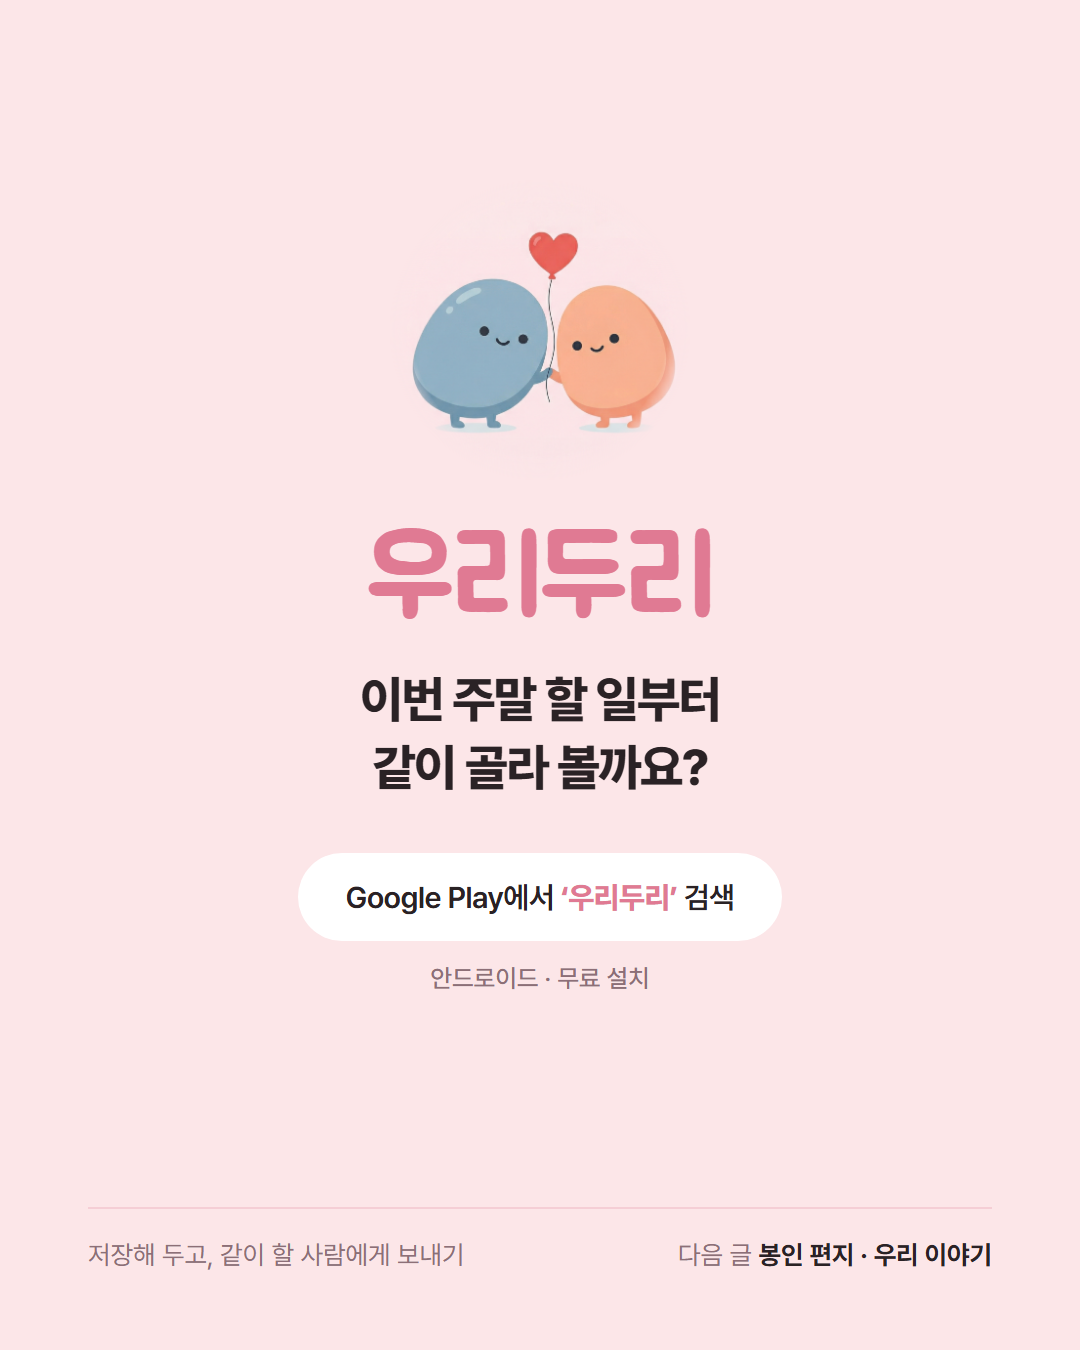 우리두리
이번 주말 할 일부터
같이 골라 볼까요?
Google Play에서 ‘우리두리’ 검색
안드로이드 · 무료 설치
저장해 두고, 같이 할 사람에게 보내기
다음 글 봉인 편지 · 우리 이야기